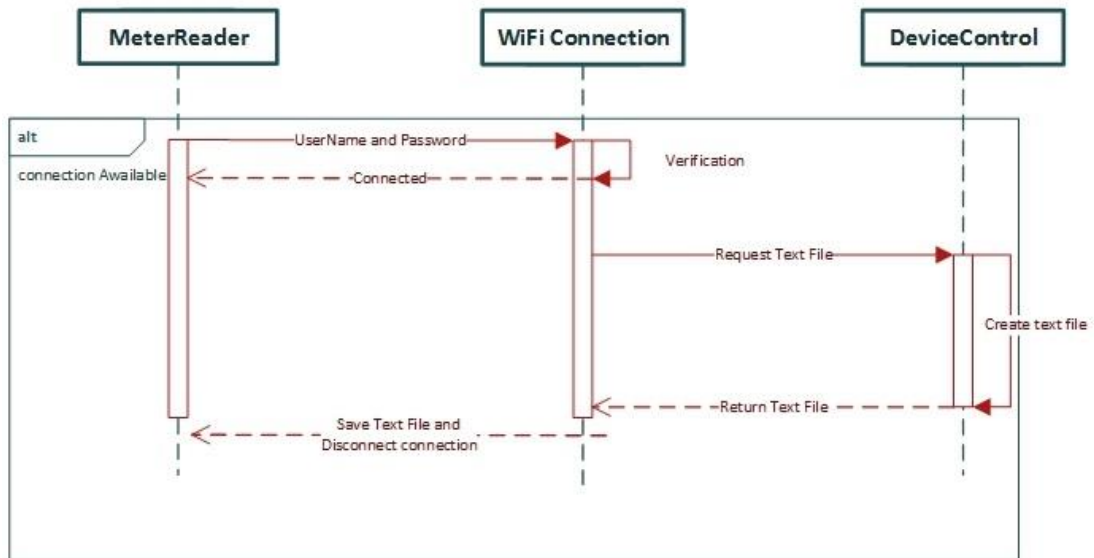 MeterReader
WiFi Connection
DeviceControl
alt
UserName and Password
Verification
connection Awailable
Connected
Request Text File
Create text file
Return Text File
Save Text File and
Disconnect connection